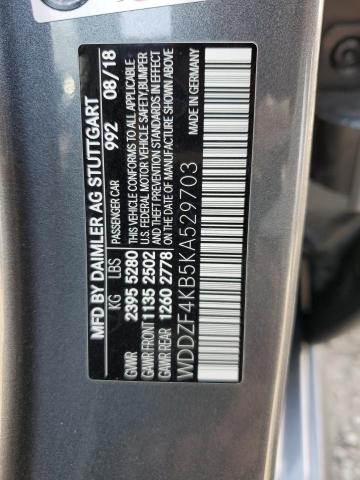 MFD BY DAIMLER AG STUTTGART
KG LBS PASSENGER CAR 992 08/18
GVWR 2395 5280 THIS VEHICLE CONFORMS TO ALL APPLICABLE
GAWR FRONT 1135 2502 U.S. FEDERAL MOTOR VEHICLE SAFETY, BUMPER,
GAWR REAR 1260 2778 AND THEFT PREVENTION STANDARDS IN EFFECT
ON THE DATE OF MANUFACTURE SHOWN ABOVE
WDDZF4KB5KA529703 MADE IN GERMANY